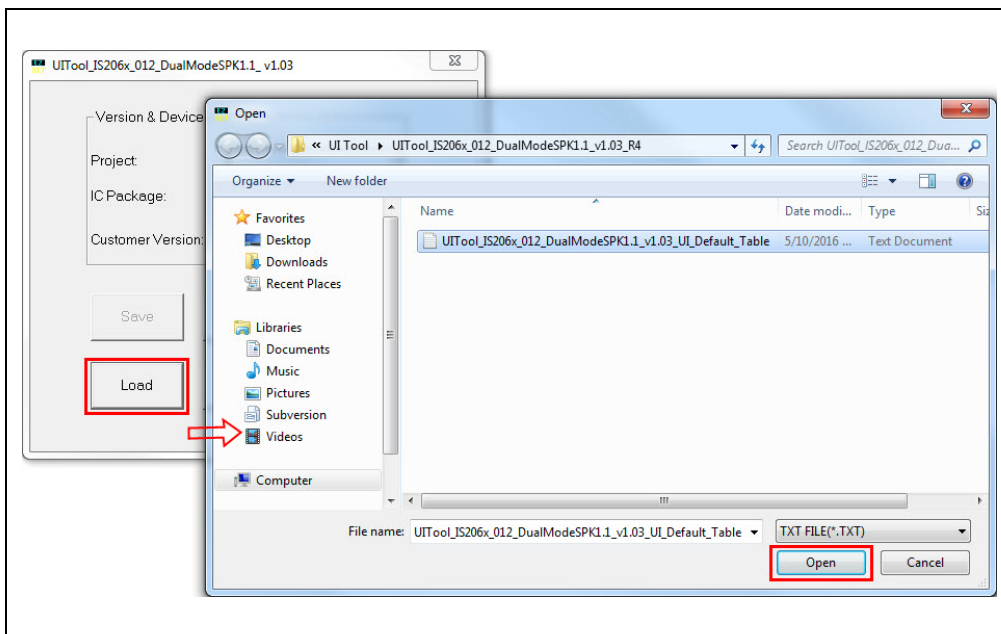 UITool_IS206x_012_DualModeSPK1.1_ v1.03
Version & Device
Project:
IC Package:
Customer Version:
Save
Load
Open
« UI Tool ▸ UITool_IS206x_012_DualModeSPK1.1_v1.03_R4
Search UITool_IS206x_012_Dua...
Organize
New folder
Favorites
Desktop
Downloads
Recent Places
Libraries
Documents
Music
Pictures
Subversion
Videos
Computer
Name Date modi... Type Siz
UITool_IS206x_012_DualModeSPK1.1_v1.03_UI_Default_Table 5/10/2016 ... Text Document
File name: UITool_IS206x_012_DualModeSPK1.1_v1.03_UI_Default_Table TXT FILE(*.TXT)
Open Cancel